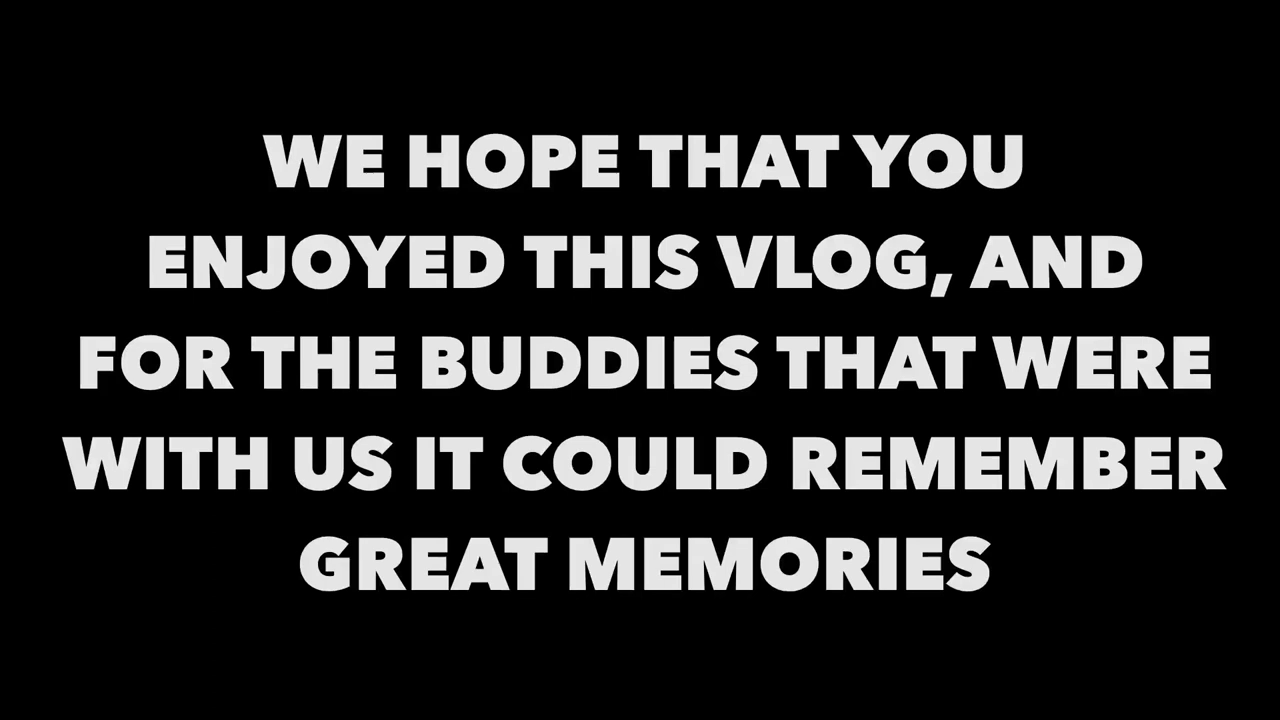 WE HOPE THAT YOU
ENJOYED THIS VLOG, AND
FOR THE BUDDIES THAT WERE
WITH US IT COULD REMEMBER
GREAT MEMORIES